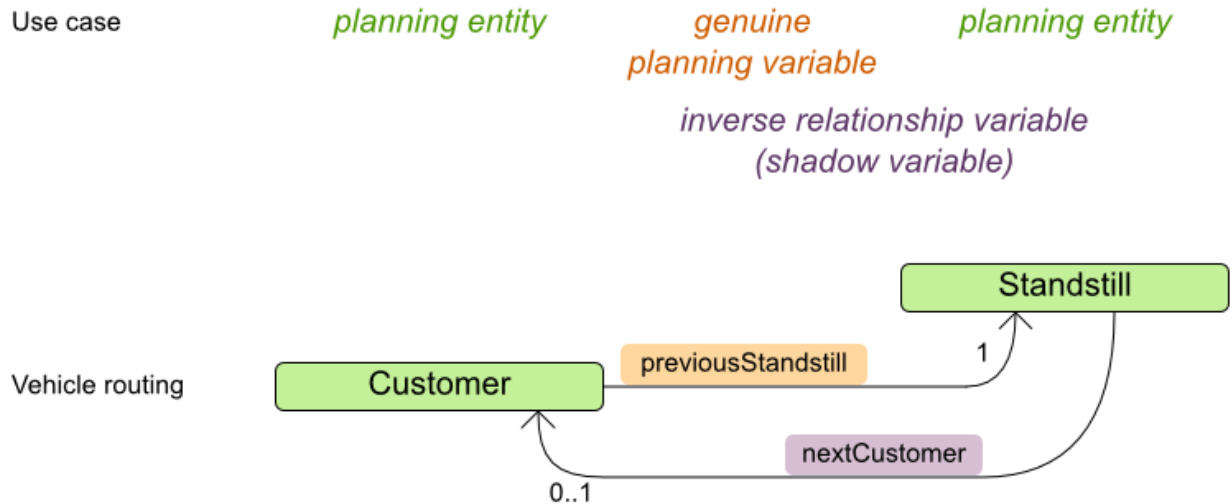 Use case
planning entity
genuine
planning variable
planning entity
inverse relationship variable
(shadow variable)
Standstill
previousStandstill
1
Vehicle routing
Customer
nextCustomer
0..1